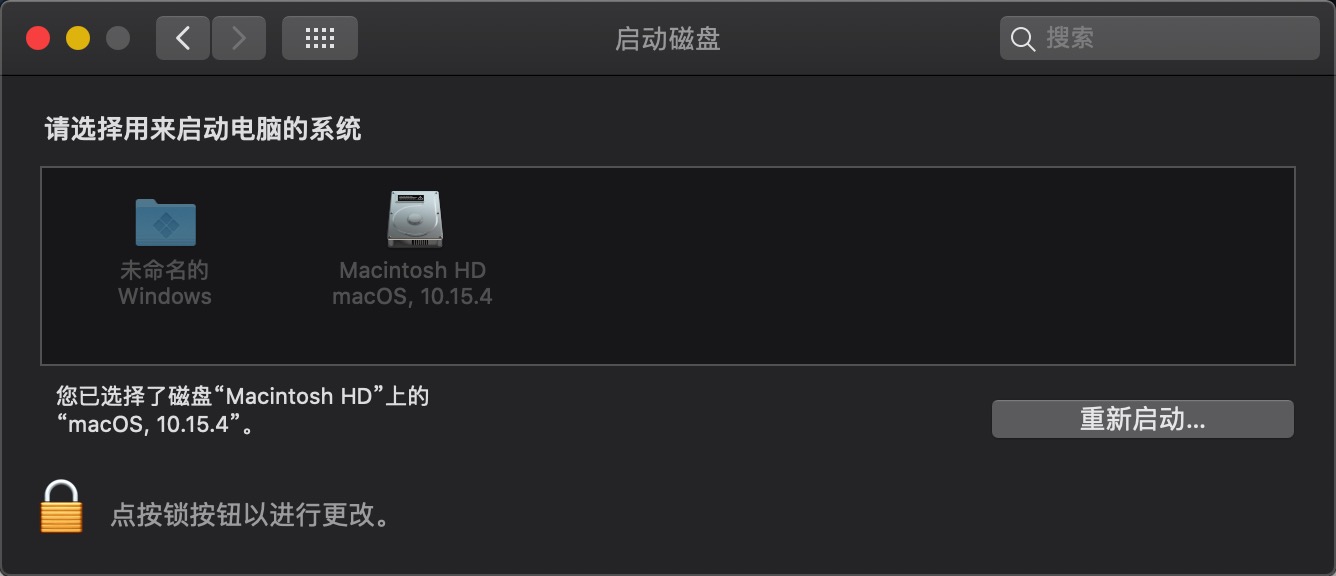 启动磁盘
搜索
请选择用来启动电脑的系统
未命名的
Windows
Macintosh HD
macOS, 10.15.4
您已选择了磁盘“Macintosh HD”上的
“macOS, 10.15.4”。
重新启动...
点按锁按钮以进行更改。